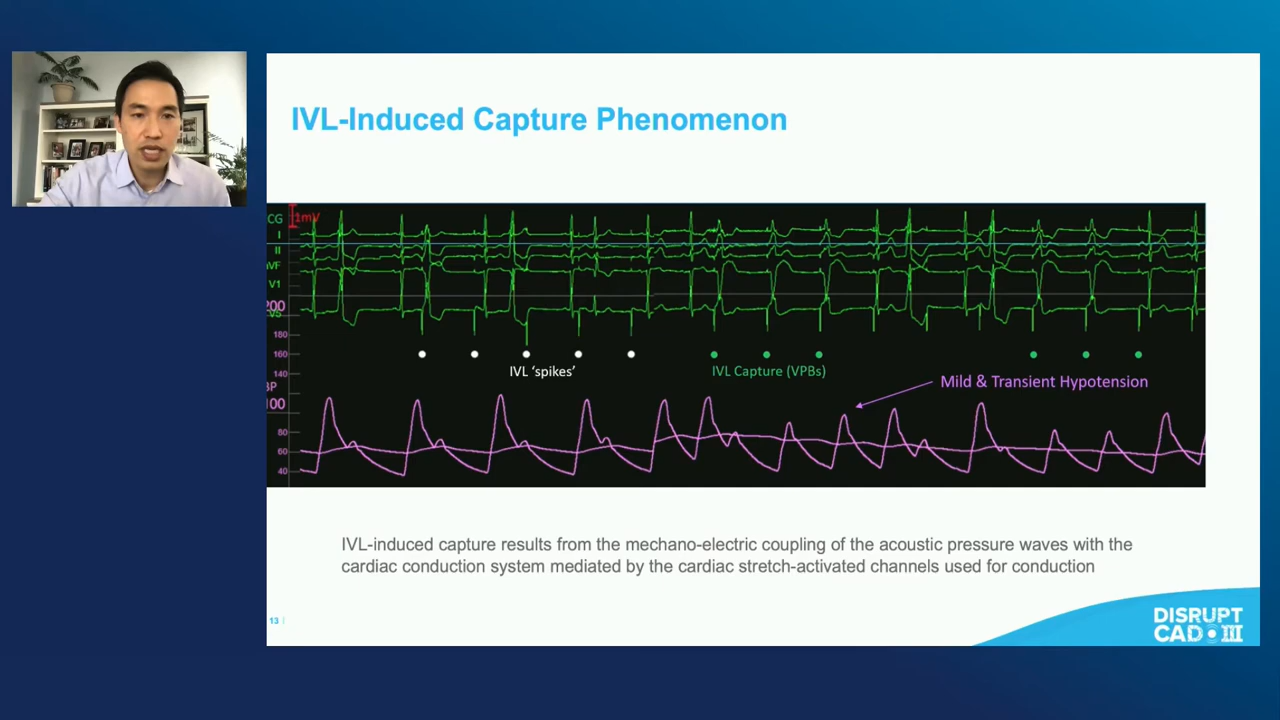 IVL-Induced Capture Phenomenon
CG
1mV
I
II
aVF
V1
200
V5
180
160
140
BP
100
80
60
40
IVL 'spikes'
IVL Capture (VPBs)
Mild & Transient Hypotension
IVL-induced capture results from the mechano-electric coupling of the acoustic pressure waves with the
cardiac conduction system mediated by the cardiac stretch-activated channels used for conduction
13
DISRUPT
CAD III